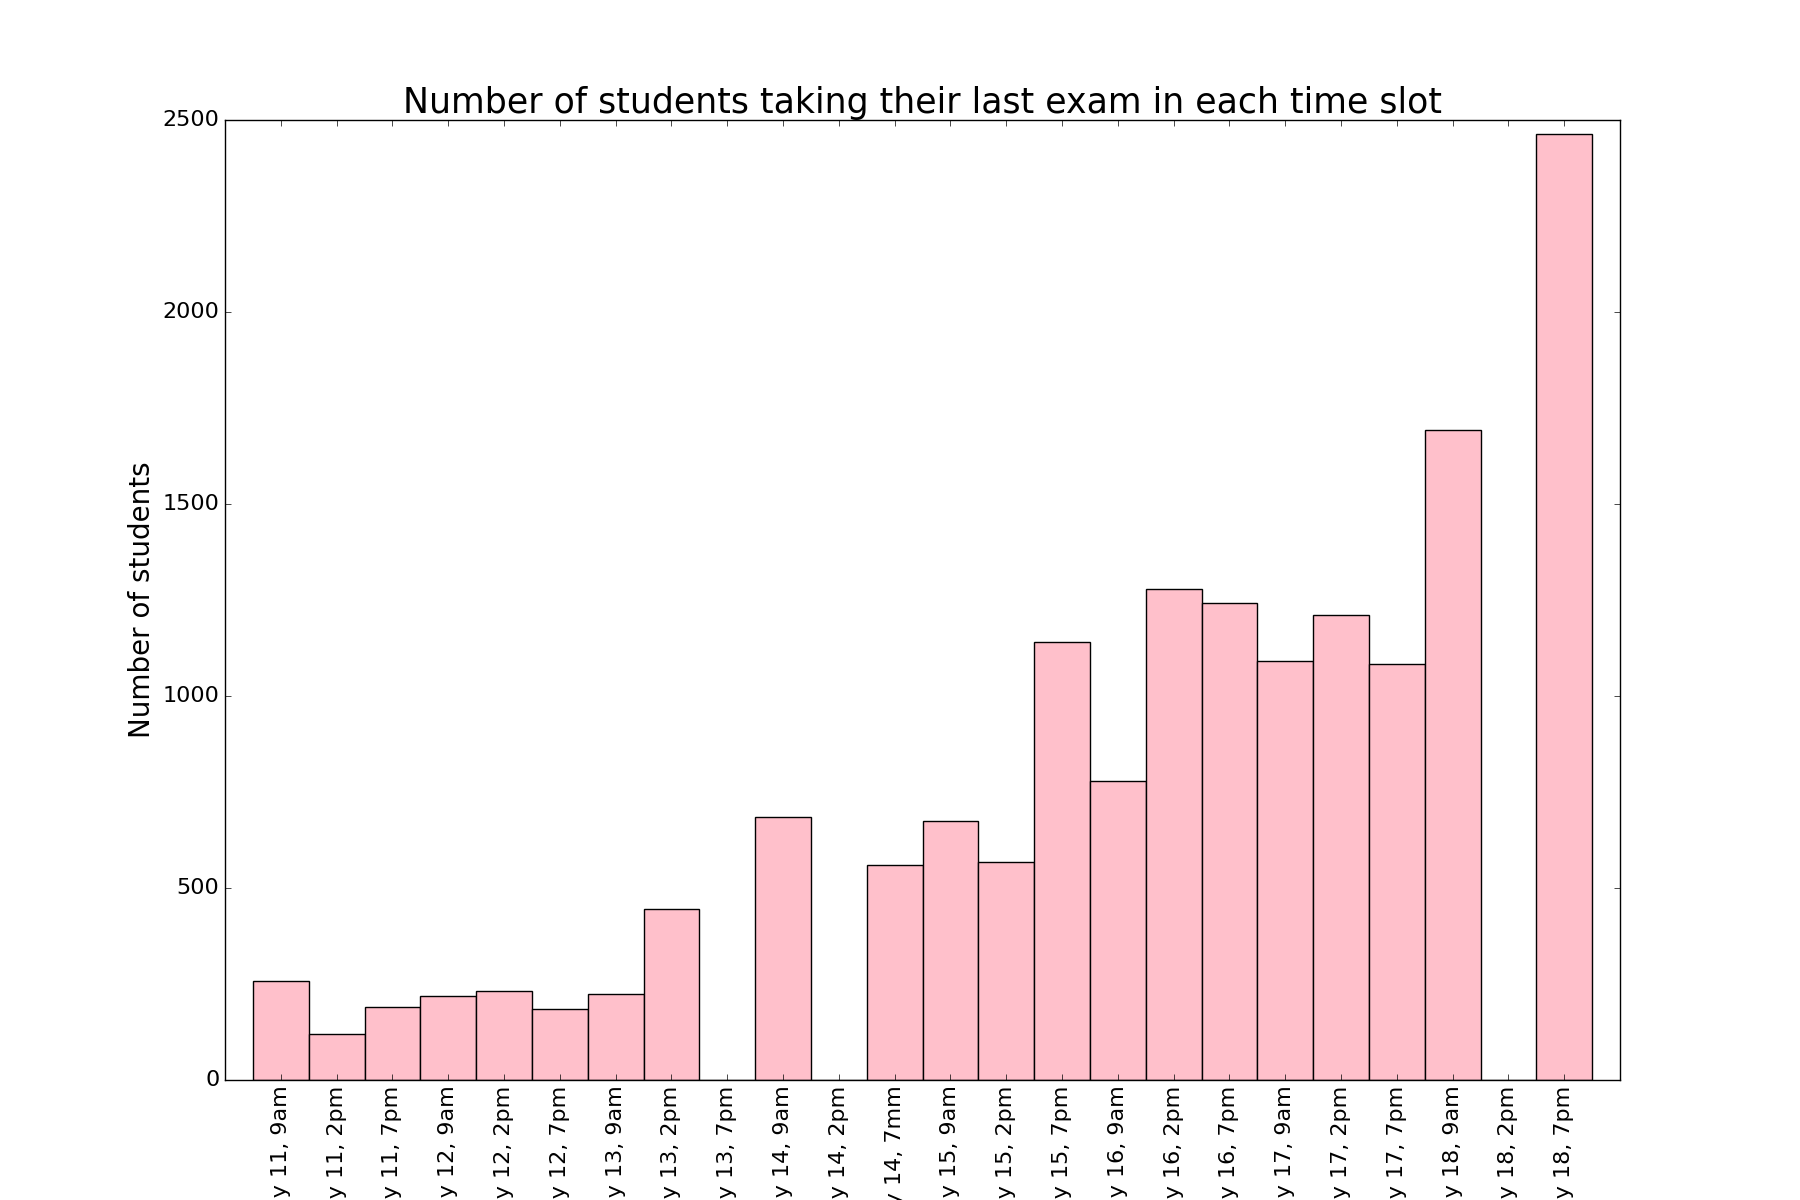 Number of students taking their last exam in each time slot
Number of students
2500
2000
1500
1000
500
0
y 11, 9am
y 11, 2pm
y 11, 7pm
y 12, 9am
y 12, 2pm
y 12, 7pm
y 13, 9am
y 13, 2pm
y 13, 7pm
y 14, 9am
y 14, 2pm
y 14, 7mm
y 15, 9am
y 15, 2pm
y 15, 7pm
y 16, 9am
y 16, 2pm
y 16, 7pm
y 17, 9am
y 17, 2pm
y 17, 7pm
y 18, 9am
y 18, 2pm
y 18, 7pm